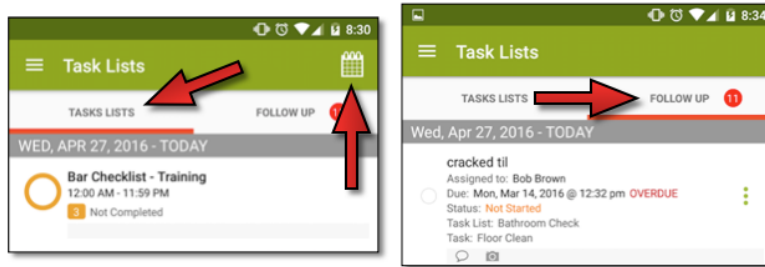 8:30
Task Lists
TASKS LISTS
FOLLOW UP
WED, APR 27, 2016 - TODAY
Bar Checklist - Training
12:00 AM - 11:59 PM
3 Not Completed
8:34
Task Lists
TASKS LISTS
FOLLOW UP 11
Wed, Apr 27, 2016 - TODAY
cracked til
Assigned to: Bob Brown
Due: Mon, Mar 14, 2016 @ 12:32 pm OVERDUE
Status: Not Started
Task List: Bathroom Check
Task: Floor Clean